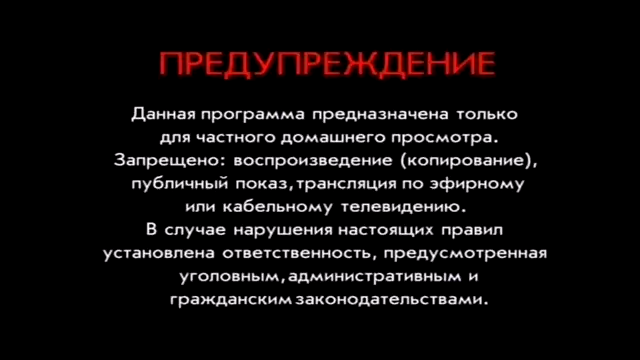 ПРЕДУПРЕЖДЕНИЕ
Данная программа предназначена только
для частного домашнего просмотра.
Запрещено: воспроизведение (копирование),
публичный показ, трансляция по эфирному
или кабельному телевидению.
В случае нарушения настоящих правил
установлена ответственность, предусмотренная
уголовным, административным и
гражданским законодательствами.